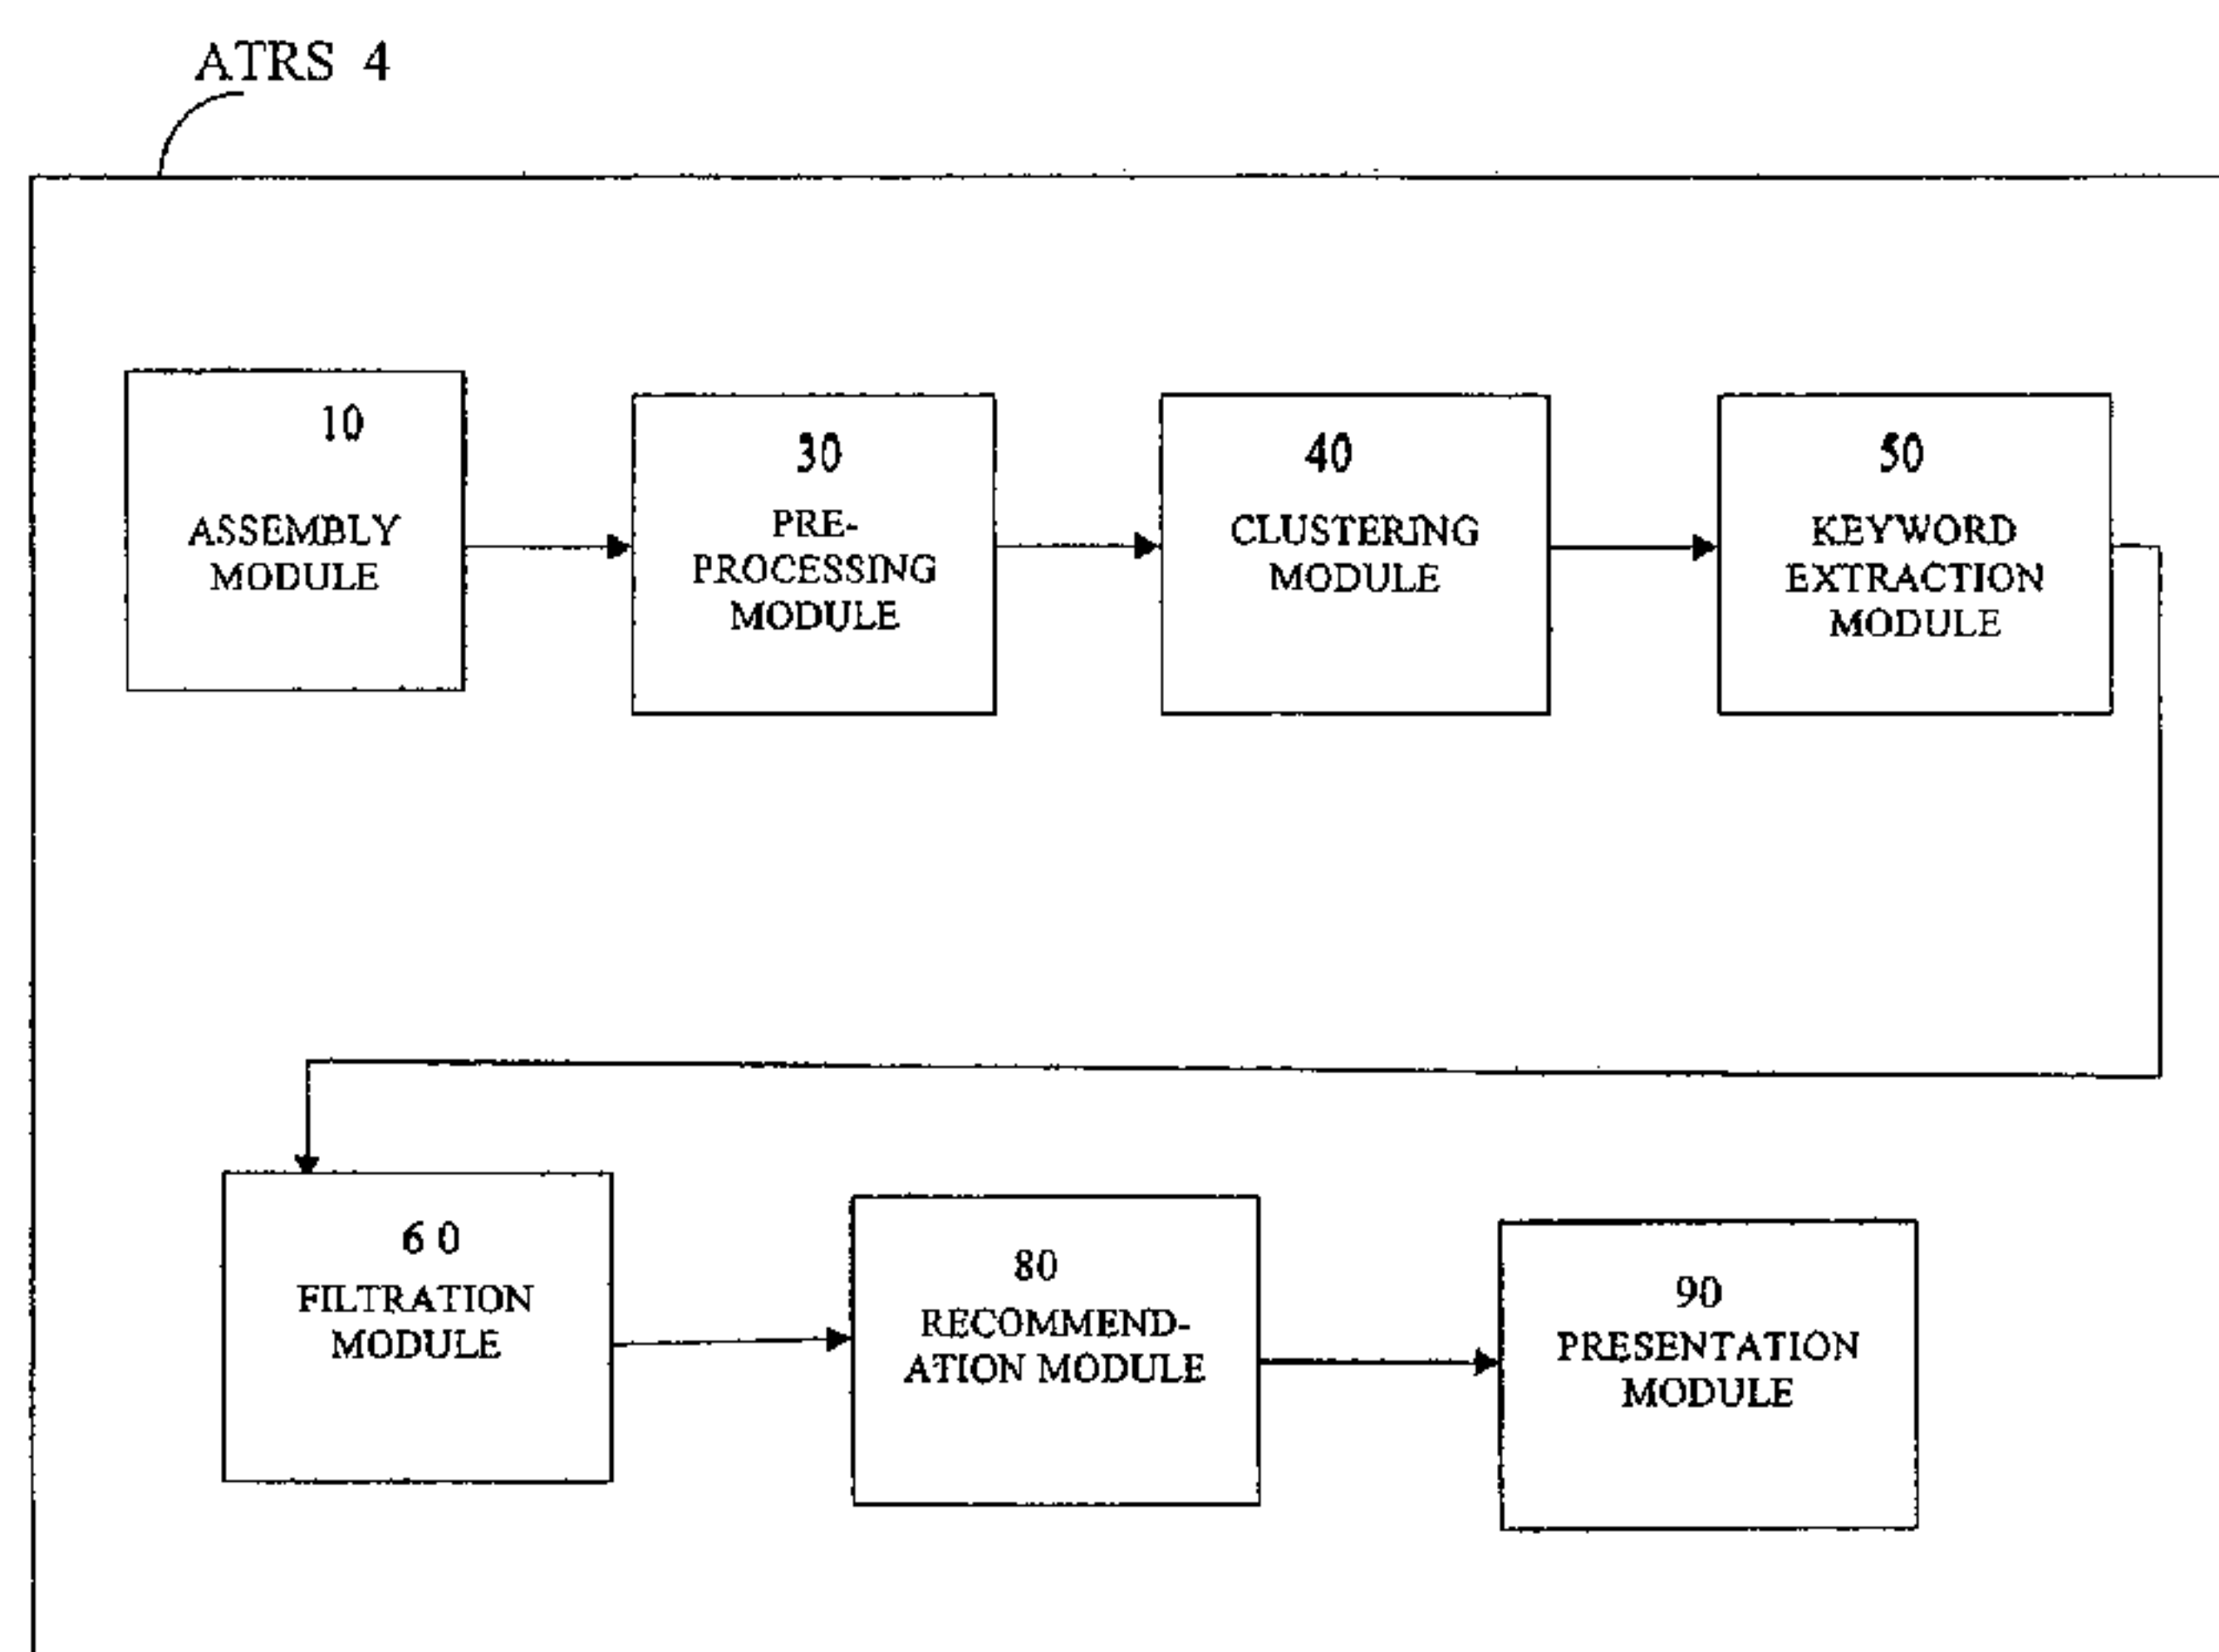 ATRS 4
10
ASSEMBLY
MODULE
30
PRE-
PROCESSING
MODULE
40
CLUSTERING
MODULE
50
KEYWORD
EXTRACTION
MODULE
6 0
FILTRATION
MODULE
80
RECOMMEND-
ATION MODULE
90
PRESENTATION
MODULE